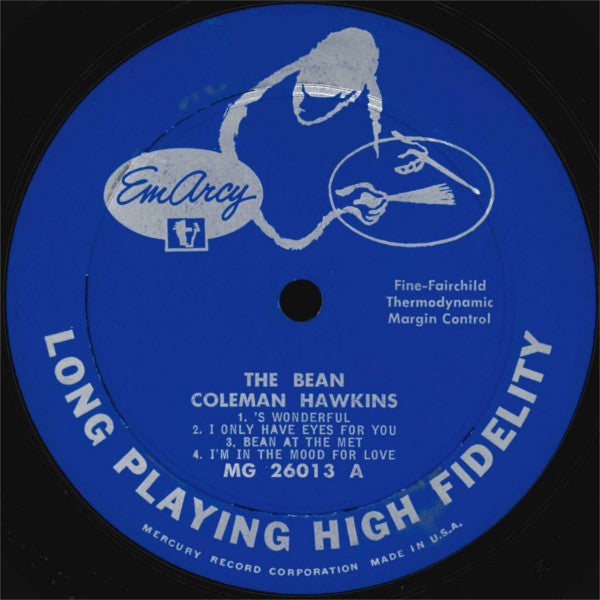 EmArcy
Fine-Fairchild
Thermodynamic
Margin Control
THE BEAN
COLEMAN HAWKINS
1. 'S WONDERFUL
2. I ONLY HAVE EYES FOR YOU
3. BEAN AT THE MET
4. I'M IN THE MOOD FOR LOVE
MG 26013 A
LONG PLAYING HIGH FIDELITY
MERCURY RECORD CORPORATION MADE IN U.S.A.